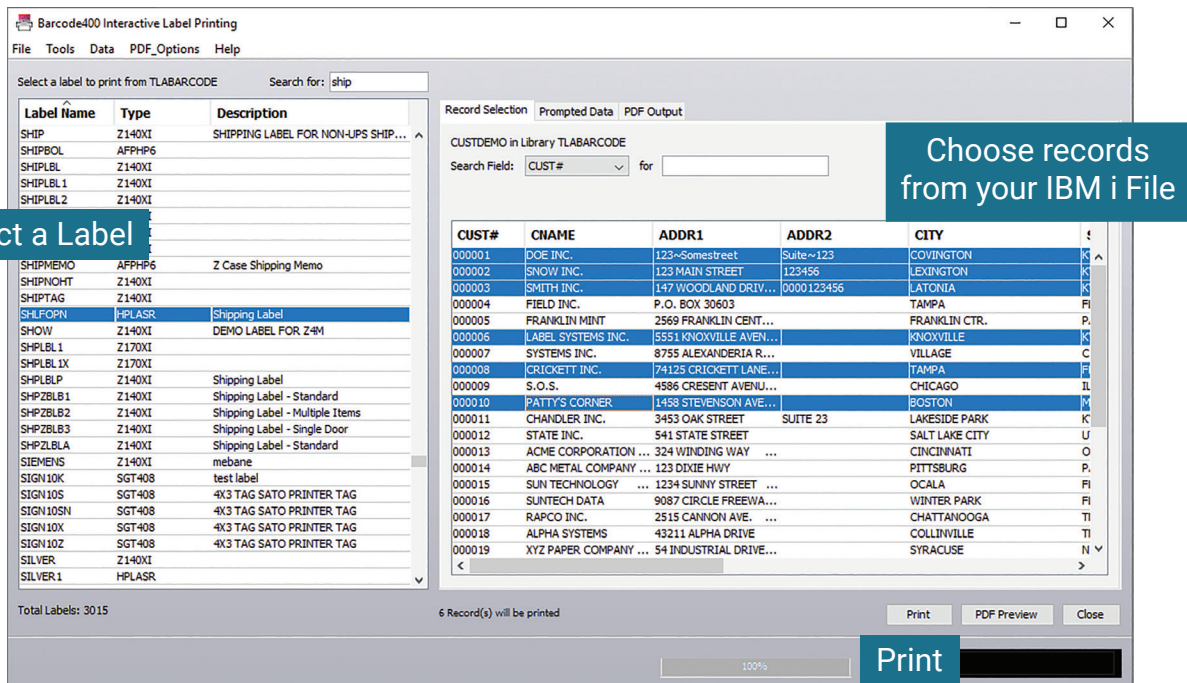 Barcode400 Interactive Label Printing
File Tools Data PDF_Options Help
Select a label to print from TLABARCODE Search for: ship
Label Name Type Description
SHIP Z140XI SHIPPING LABEL FOR NON-UPS SHIP...
SHIPBOL AFPHP6
SHIPLBL Z140XI
SHIPLBL1 Z140XI
SHIPLBL2 Z140XI
ct a Label
SHIPMEMO AFPHP6 Z Case Shipping Memo
SHIPNOHT Z140XI
SHIPTAG Z140XI
SHLFOPN HPLASR Shipping Label
SHOW Z140XI DEMO LABEL FOR Z4M
SHPLBL1 Z170XI
SHPLBL1X Z170XI
SHPLBLP Z140XI Shipping Label
SHPZBLB1 Z140XI Shipping Label - Standard
SHPZBLB2 Z140XI Shipping Label - Multiple Items
SHPZBLB3 Z140XI Shipping Label - Single Door
SHPZLBLA Z140XI Shipping Label - Standard
SIEMENS Z140XI mebane
SIGN10K SGT408 test label
SIGN10S SGT408 4X3 TAG SATO PRINTER TAG
SIGN10SN SGT408 4X3 TAG SATO PRINTER TAG
SIGN10X SGT408 4X3 TAG SATO PRINTER TAG
SIGN10Z SGT408 4X3 TAG SATO PRINTER TAG
SILVER Z140XI
SILVER1 HPLASR
Total Labels: 3015
Record Selection Prompted Data PDF Output
CUSTDEMO in Library TLABARCODE
Search Field: CUST# for
Choose records
from your IBM i File
CUST# CNAME ADDR1 ADDR2 CITY
000001 DOE INC. 123~Somestreet Suite~123 COVINGTON
000002 SNOW INC. 123 MAIN STREET 123456 LEXINGTON
000003 SMITH INC. 147 WOODLAND DRIV... 0000123456 LATONIA
000004 FIELD INC. P.O. BOX 30603 TAMPA
000005 FRANKLIN MINT 2569 FRANKLIN CENT... FRANKLIN CTR.
000006 LABEL SYSTEMS INC. 5551 KNOXVILLE AVEN... KNOXVILLE
000007 SYSTEMS INC. 8755 ALEXANDERIA R... VILLAGE
000008 CRICKETT INC. 74125 CRICKETT LANE... TAMPA
000009 S.O.S. 4586 CRESENT AVENU... CHICAGO
000010 PATTY'S CORNER 1458 STEVENSON AVE... BOSTON
000011 CHANDLER INC. 3453 OAK STREET SUITE 23 LAKESIDE PARK
000012 STATE INC. 541 STATE STREET SALT LAKE CITY
000013 ACME CORPORATION ... 324 WINDING WAY ... CINCINNATI
000014 ABC METAL COMPANY ... 123 DIXIE HWY PITTSBURG
000015 SUN TECHNOLOGY ... 1234 SUNNY STREET ... OCALA
000016 SUNTECH DATA 9087 CIRCLE FREEWA... WINTER PARK
000017 RAPCO INC. 2515 CANNON AVE. ... CHATTANOOGA
000018 ALPHA SYSTEMS 43211 ALPHA DRIVE COLLINVILLE
000019 XYZ PAPER COMPANY ... 54 INDUSTRIAL DRIVE... SYRACUSE
6 Record(s) will be printed
Print PDF Preview Close
100%
Print